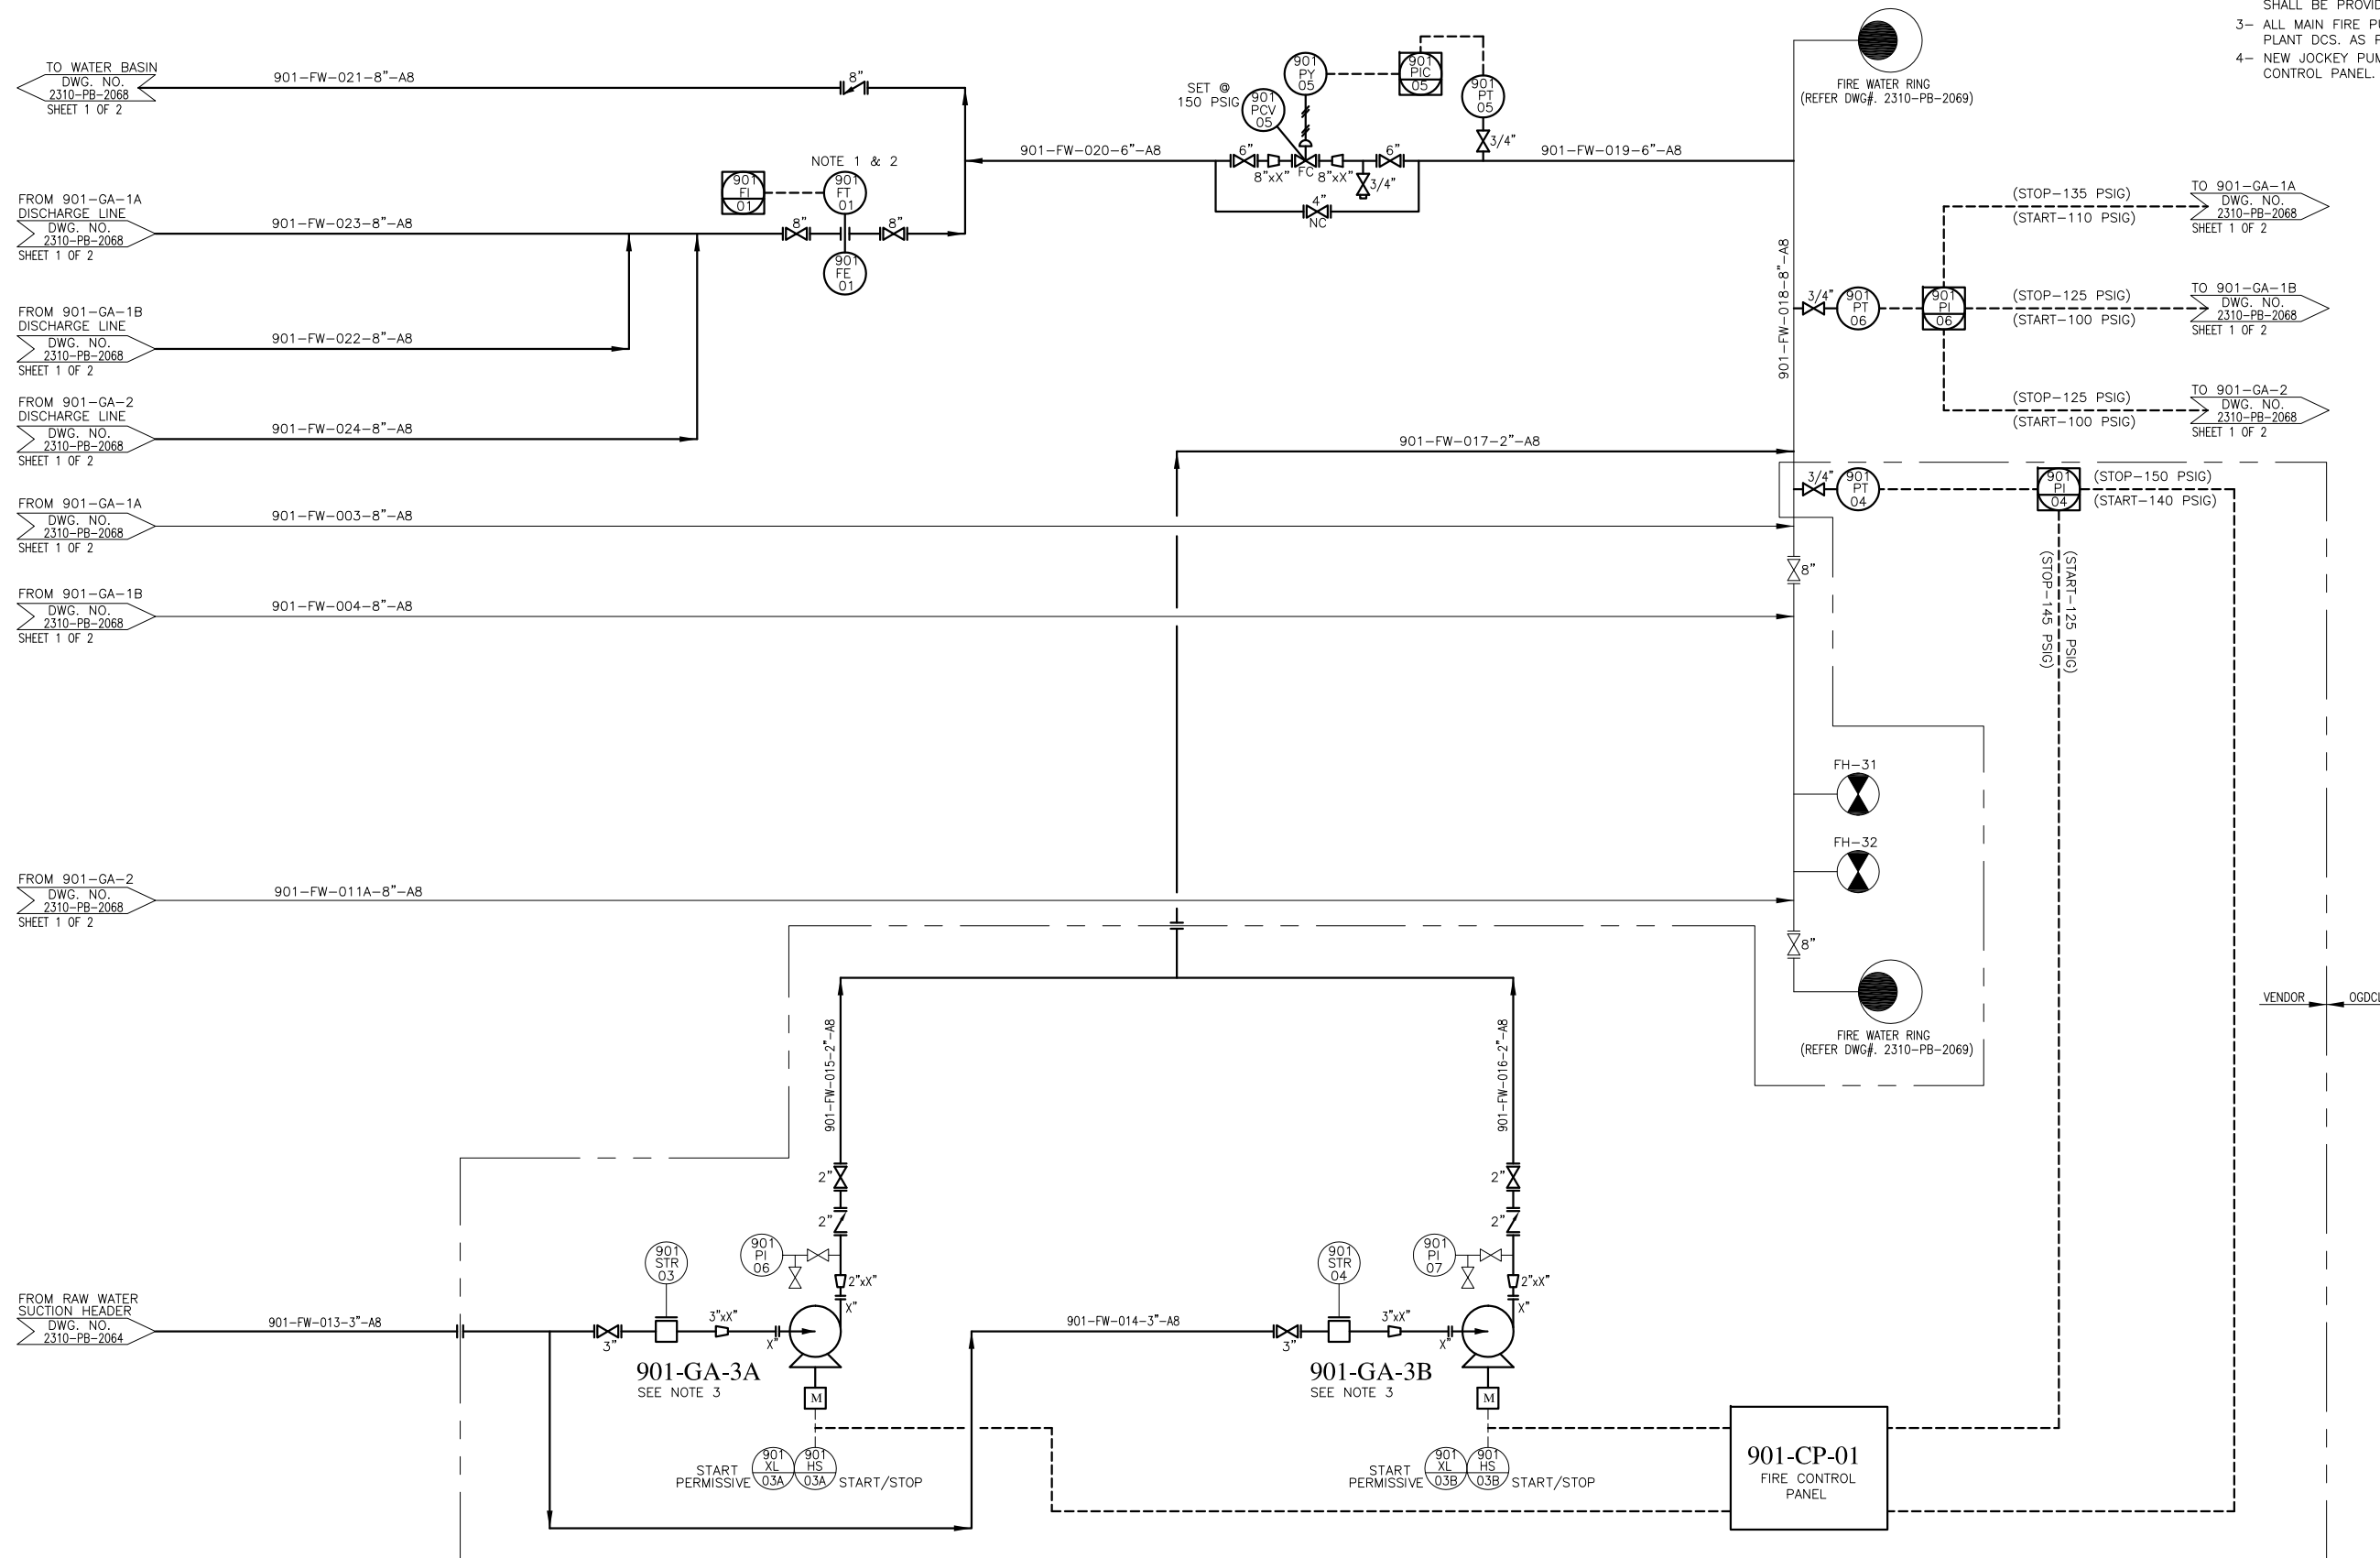 SHALL BE PROVID
3- ALL MAIN FIRE P
PLANT DCS. AS
4- NEW JOCKEY PUM
CONTROL PANEL.
TO WATER BASIN
DWG. NO.
2310-PB-2068
SHEET 1 OF 2
901-FW-021-8"-A8
8"
FROM 901-GA-1A
DISCHARGE LINE
DWG. NO.
2310-PB-2068
SHEET 1 OF 2
901-FW-023-8"-A8
NOTE 1 & 2
901
FI
01
901
FT
01
901
FE
01
8"
8"
FROM 901-GA-1B
DISCHARGE LINE
DWG. NO.
2310-PB-2068
SHEET 1 OF 2
901-FW-022-8"-A8
FROM 901-GA-2
DISCHARGE LINE
DWG. NO.
2310-PB-2068
SHEET 1 OF 2
901-FW-024-8"-A8
901-FW-020-6"-A8
SET @
150 PSIG
901
PCV
05
901
PY
05
901
PIC
05
901
PT
05
3/4"
6"
8"xX"
FC
8"xX"
6"
3/4"
4"
NC
901-FW-019-6"-A8
FIRE WATER RING
(REFER DWG#. 2310-PB-2069)
901-FW-018-8"-A8
3/4"
901
PT
06
901
PI
06
(STOP-135 PSIG)
(START-110 PSIG)
TO 901-GA-1A
DWG. NO.
2310-PB-2068
SHEET 1 OF 2
(STOP-125 PSIG)
(START-100 PSIG)
TO 901-GA-1B
DWG. NO.
2310-PB-2068
SHEET 1 OF 2
(STOP-125 PSIG)
(START-100 PSIG)
TO 901-GA-2
DWG. NO.
2310-PB-2068
SHEET 1 OF 2
901-FW-017-2"-A8
3/4"
901
PT
04
901
PI
04
(STOP-150 PSIG)
(START-140 PSIG)
(START-125 PSIG)
(STOP-145 PSIG)
FROM 901-GA-1A
DWG. NO.
2310-PB-2068
SHEET 1 OF 2
901-FW-003-8"-A8
8"
FROM 901-GA-1B
DWG. NO.
2310-PB-2068
SHEET 1 OF 2
901-FW-004-8"-A8
FH-31
FH-32
FROM 901-GA-2
DWG. NO.
2310-PB-2068
SHEET 1 OF 2
901-FW-011A-8"-A8
8"
FIRE WATER RING
(REFER DWG#. 2310-PB-2069)
VENDOR
OGDCL
901-FW-015-2"-A8
901-FW-016-2"-A8
2"
2"
901
PI
06
2"xX"
X"
2"
2"
901
PI
07
2"xX"
X"
FROM RAW WATER
SUCTION HEADER
DWG. NO.
2310-PB-2064
901-FW-013-3"-A8
3"
901
STR
03
3"xX"
X"
901-GA-3A
SEE NOTE 3
M
901-FW-014-3"-A8
3"
901
STR
04
3"xX"
X"
901-GA-3B
SEE NOTE 3
M
START
PERMISSIVE
901
XL
03A
901
HS
03A
START/STOP
START
PERMISSIVE
901
XL
03B
901
HS
03B
START/STOP
901-CP-01
FIRE CONTROL
PANEL